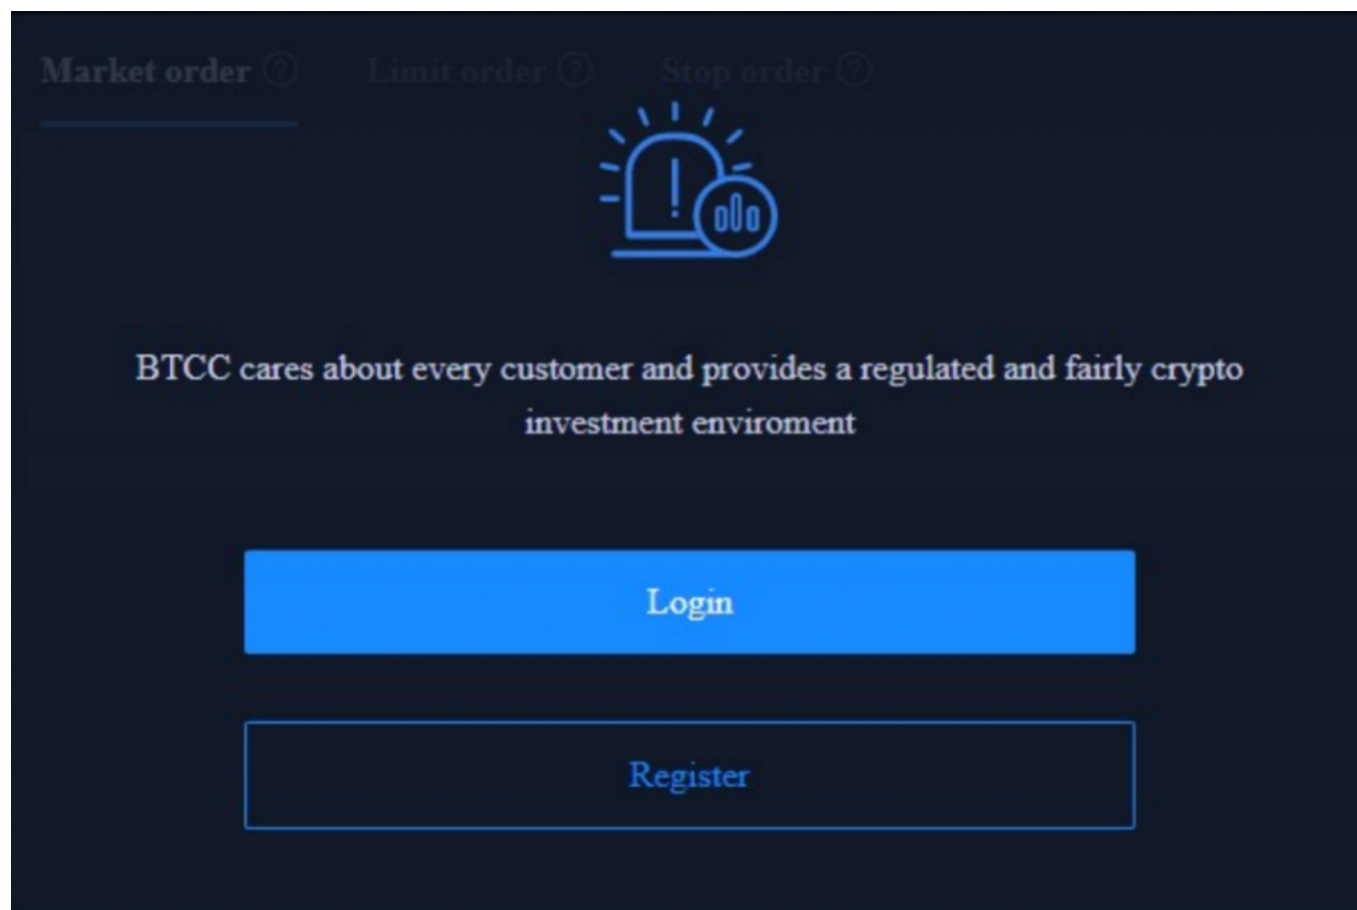 Market order ?
Limit order ?
Stop order ?
BTCC cares about every customer and provides a regulated and fairly crypto
investment enviroment
Login
Register